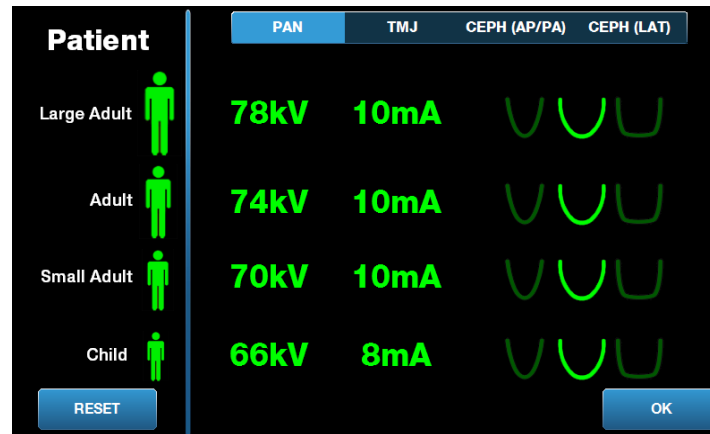 Patient
PAN TMJ CEPH (AP/PA) CEPH (LAT)
Large Adult 78kV 10mA
Adult 74kV 10mA
Small Adult 70kV 10mA
Child 66kV 8mA
RESET OK